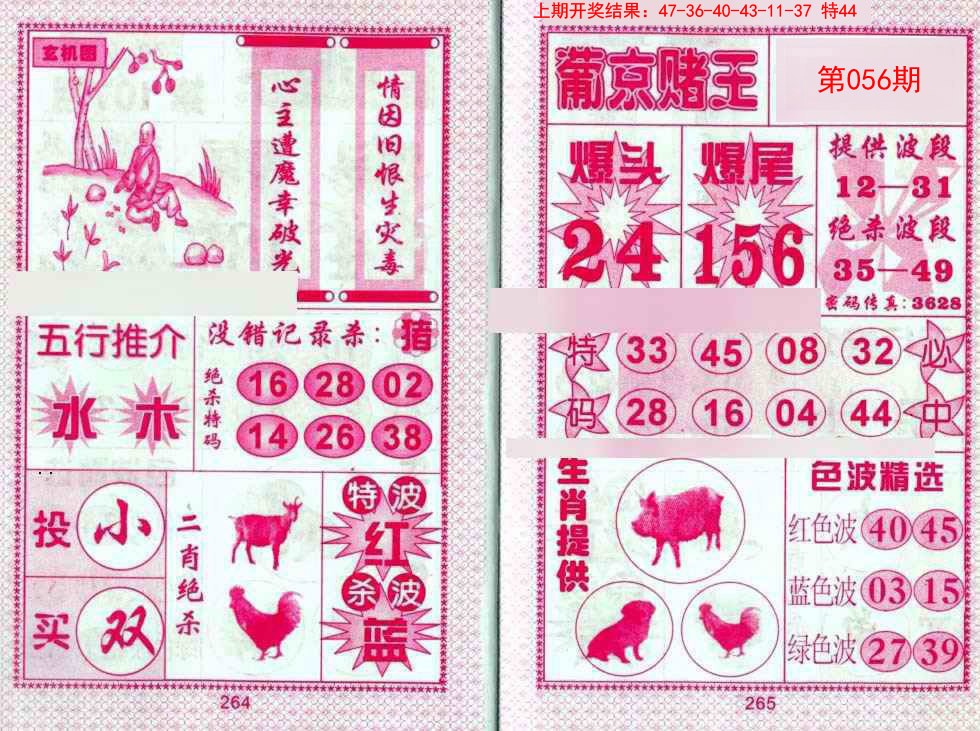 上期开奖结果：47-36-40-43-11-37 特44
玄机图
心主遭魔幸破光
情因旧恨生灾毒
五行推介
水 木
没错记录杀：猪
绝杀特码
16 28 02
14 26 38
投 小
买 双
二肖绝杀
特波
红
杀波
蓝
264
葡京赌王
第056期
爆头
24
爆尾
156
提供波段
12—31
绝杀波段
35—49
密码传真：3628
特 33 45 08 32 必
码 28 16 04 44 中
生肖提供
色波精选
红色波 40 45
蓝色波 03 15
绿色波 27 39
265